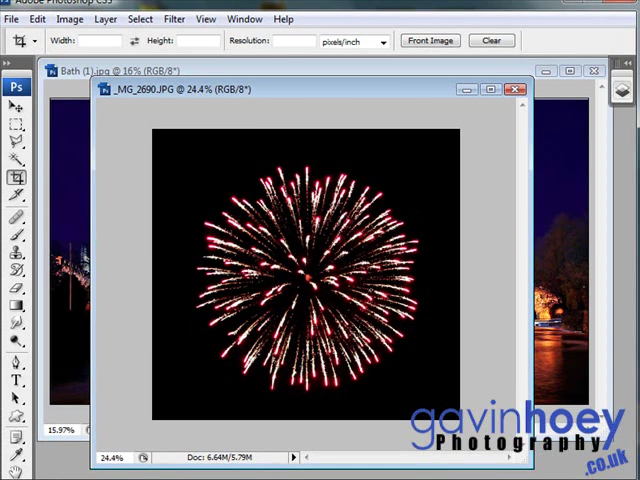 Adobe Photoshop CS3
File Edit Image Layer Select Filter View Window Help
Width: Height: Resolution: pixels/inch Front Image Clear
Bath (1).jpg @ 16% (RGB/8*)
Ps
_MG_2690.JPG @ 24.4% (RGB/8*)
T
15.97%
24.4% Doc: 6.64M/5.79M
gavinhoey
Photography
.co.uk